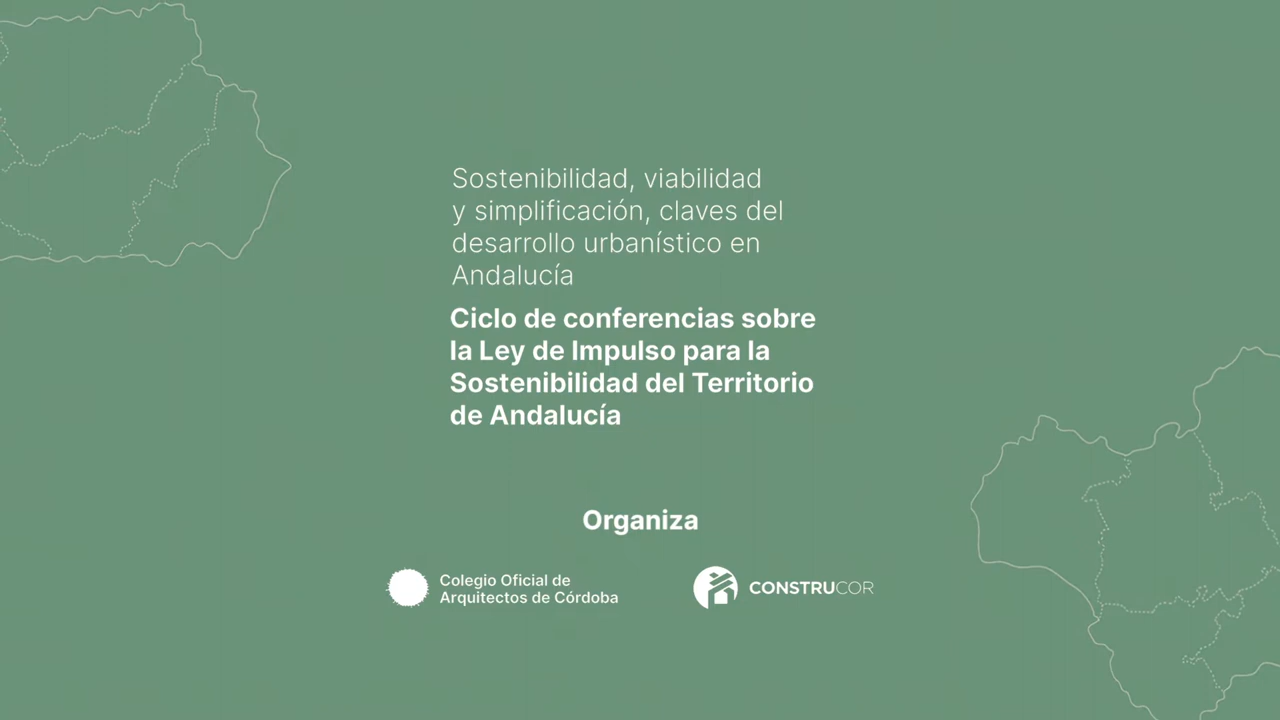 Sostenibilidad, viabilidad
y simplificación, claves del
desarrollo urbanístico en
Andalucía
Ciclo de conferencias sobre
la Ley de Impulso para la
Sostenibilidad del Territorio
de Andalucía
Organiza
Colegio Oficial de
Arquitectos de Córdoba
CONSTRUCOR